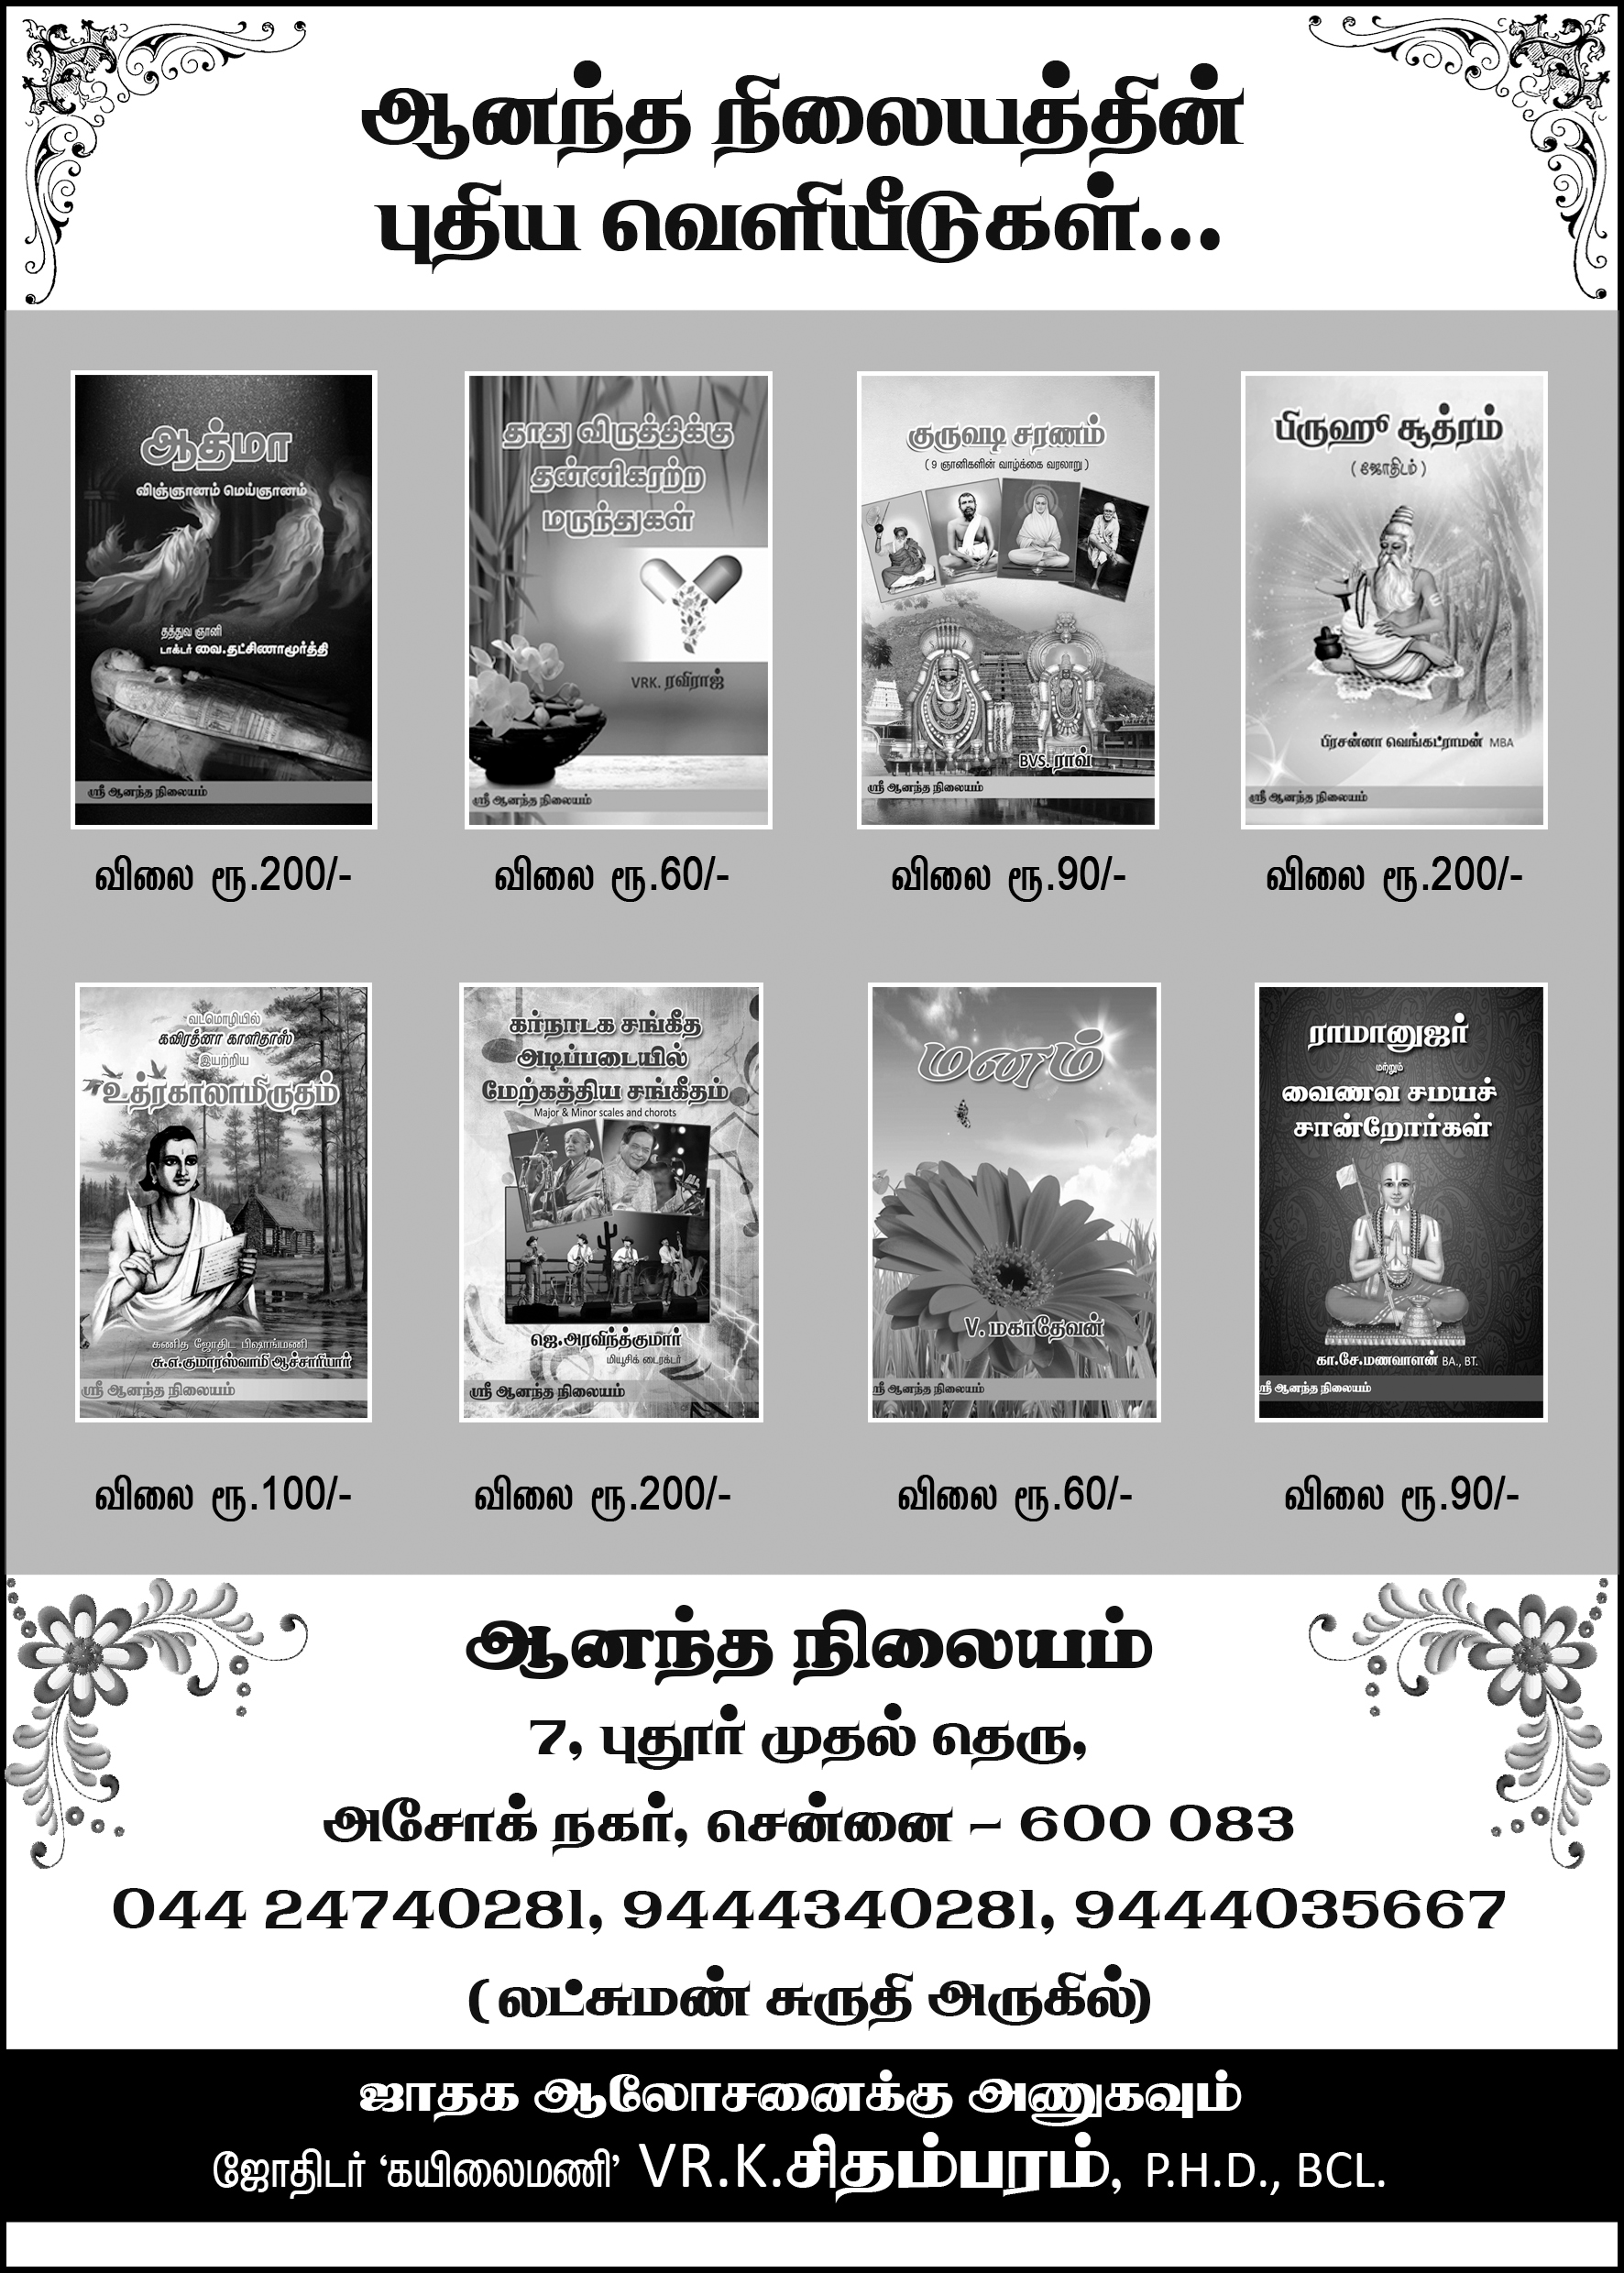 ஆனந்த நிலையத்தின்
புதிய வெளியீடுகள்...
ஆத்மா
விஞ்ஞானம் மெய்ஞானம்
தத்துவ ஞானி
டாக்டர் வை.தட்சிணாமூர்த்தி
ஸ்ரீ ஆனந்த நிலையம்
விலை ரூ.200/-
தாது விருத்திக்கு
தன்னிகரற்ற
மருந்துகள்
VRK. ரவிராஜ்
ஸ்ரீ ஆனந்த நிலையம்
விலை ரூ.60/-
குருவடி சரணம்
( 9 ஞானிகளின் வாழ்க்கை வரலாறு )
BVS. ராவ்
ஸ்ரீ ஆனந்த நிலையம்
விலை ரூ.90/-
பிருஹு சூத்ரம்
( ஜோதிடம் )
பிரசன்னா வெங்கட்ராமன் MBA
ஸ்ரீ ஆனந்த நிலையம்
விலை ரூ.200/-
வடமொழியில்
கவிரத்னா காளிதாஸ்
இயற்றிய
உத்ரகாலாமிருதம்
கணித ஜோதிட பிஷாங்மணி
சு.எ.குமாரஸ்வாமி ஆச்சாரியார்
ஸ்ரீ ஆனந்த நிலையம்
விலை ரூ.100/-
கர்நாடக சங்கீத
அடிப்படையில்
மேற்கத்திய சங்கீதம்
Major & Minor scales and chorots
ஜெ.அரவிந்த்குமார்
மியூசிக் டைரக்டர்
ஸ்ரீ ஆனந்த நிலையம்
விலை ரூ.200/-
மனம்
V. மகாதேவன்
ஸ்ரீ ஆனந்த நிலையம்
விலை ரூ.60/-
ராமானுஜர்
மற்றும்
வைணவ சமயச்
சான்றோர்கள்
கா.சே.மணவாளன் BA., BT.
ஸ்ரீ ஆனந்த நிலையம்
விலை ரூ.90/-
ஆனந்த நிலையம்
7, புதூர் முதல் தெரு,
அசோக் நகர், சென்னை – 600 083
044 24740281, 9444340281, 9444035667
(லட்சுமண் சுருதி அருகில்)
ஜாதக ஆலோசனைக்கு அணுகவும்
ஜோதிடர் ‘கயிலைமணி’ VR.K.சிதம்பரம், P.H.D., BCL.